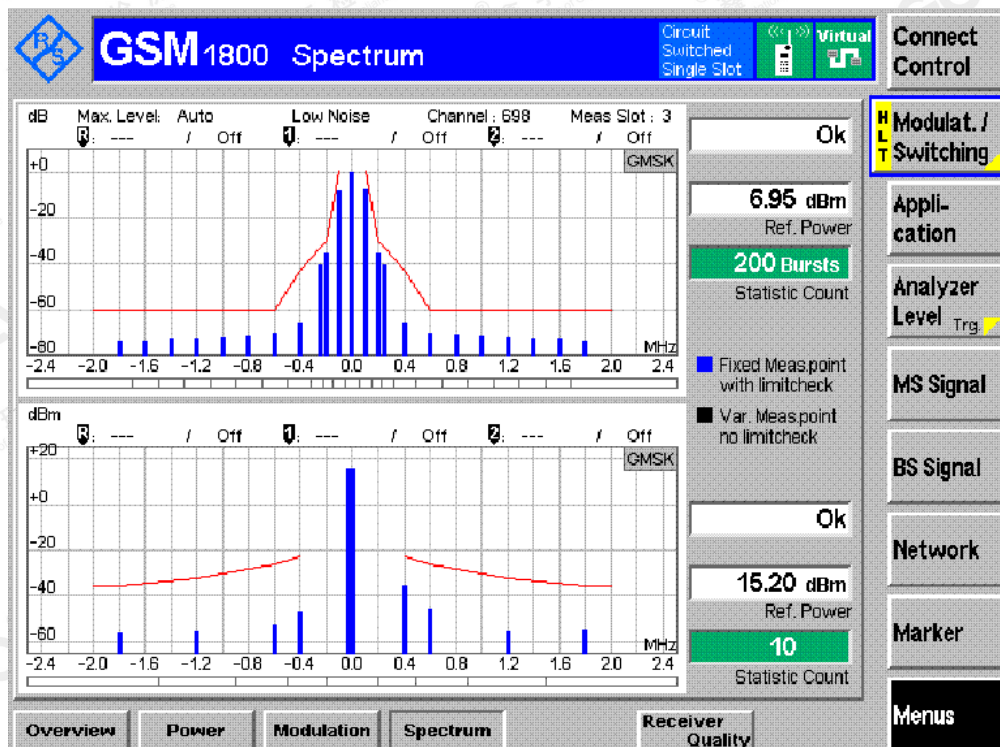 R/S
GSM 1800 Spectrum
Circuit Switched Single Slot
Virtual
Connect Control
dB Max. Level: Auto Low Noise Channel : 698 Meas Slot : 3
R : --- / Off 1 : --- / Off 2 : --- / Off
GMSK
+0
-20
-40
-60
-80
MHz
-2.4 -2.0 -1.6 -1.2 -0.8 -0.4 0.0 0.4 0.8 1.2 1.6 2.0 2.4
Ok
6.95 dBm
Ref. Power
200 Bursts
Statistic Count
Fixed Meas.point
with limitcheck
Var. Meas.point
no limitcheck
dBm
R : --- / Off 1 : --- / Off 2 : --- / Off
GMSK
+20
+0
-20
-40
-60
MHz
-2.4 -2.0 -1.6 -1.2 -0.8 -0.4 0.0 0.4 0.8 1.2 1.6 2.0 2.4
Ok
15.20 dBm
Ref. Power
10
Statistic Count
HLT
Modulat. /
Switching
Appli-
cation
Analyzer
Level Trg.
MS Signal
BS Signal
Network
Marker
Menus
Overview Power Modulation Spectrum Receiver Quality